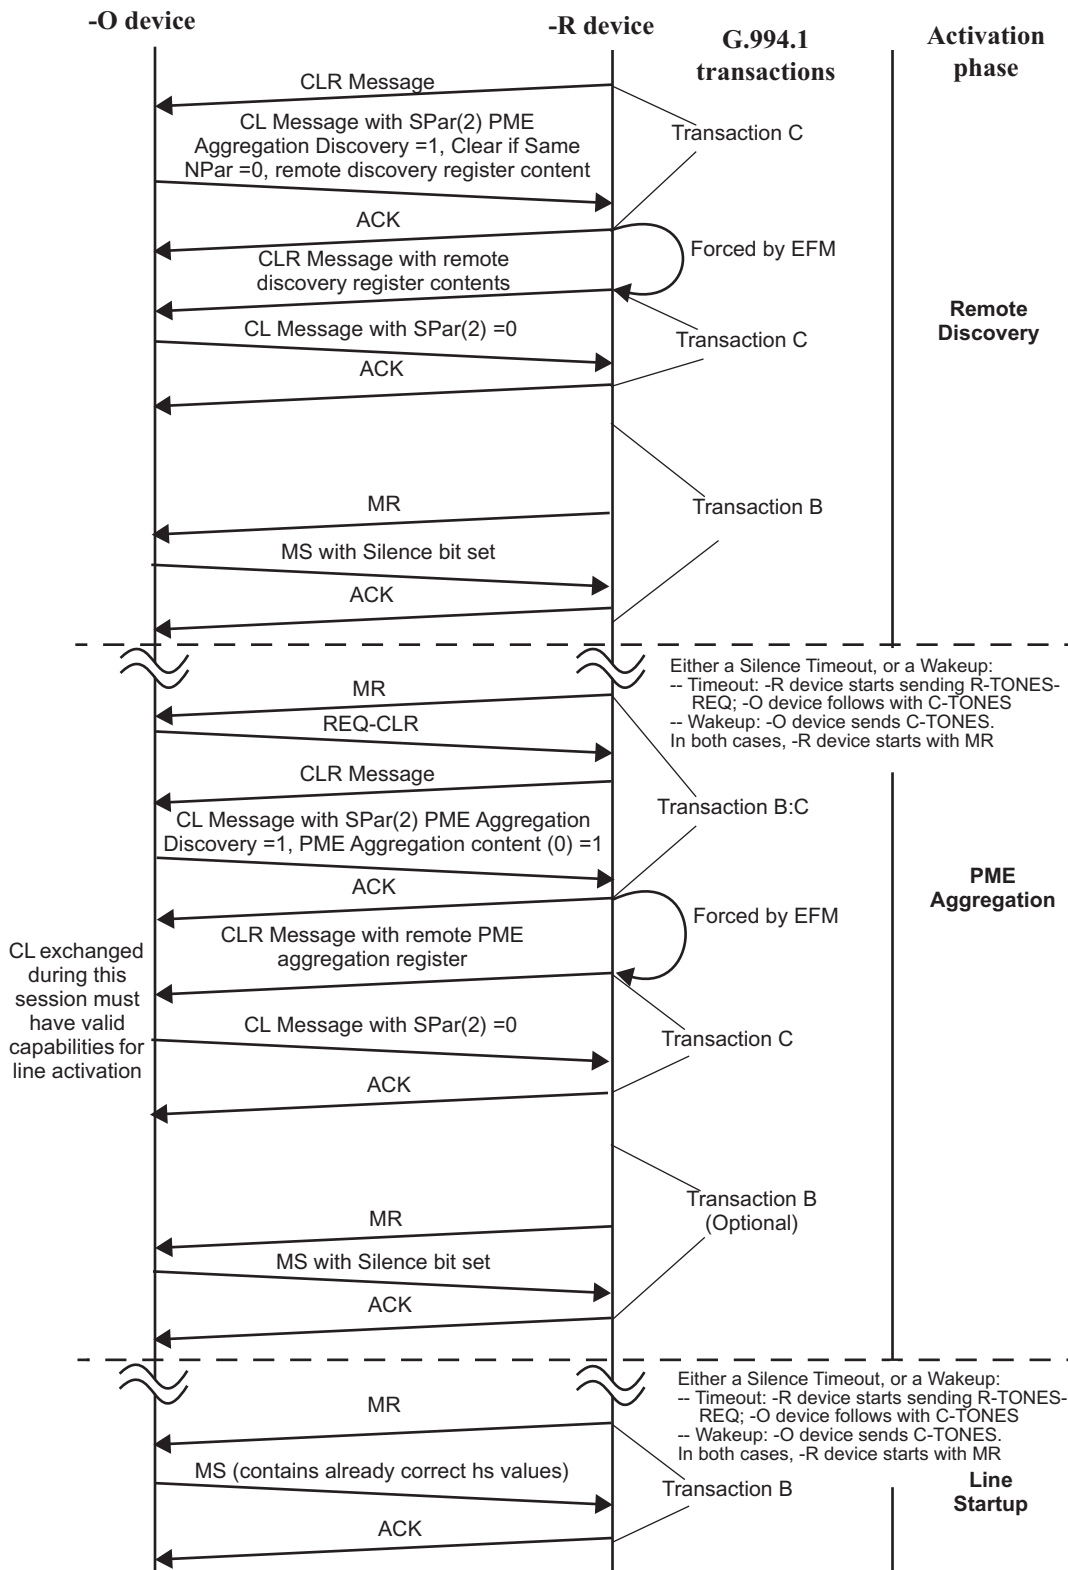 -O device
-R device
G.994.1
transactions
Activation
phase
CLR Message
CL Message with SPar(2) PME
Aggregation Discovery =1, Clear if Same
NPar =0, remote discovery register content
Transaction C
ACK
Forced by EFM
CLR Message with remote
discovery register contents
Remote
Discovery
CL Message with SPar(2) =0
Transaction C
ACK
MR
Transaction B
MS with Silence bit set
ACK
Either a Silence Timeout, or a Wakeup:
-- Timeout: -R device starts sending R-TONES-
REQ; -O device follows with C-TONES
-- Wakeup: -O device sends C-TONES.
In both cases, -R device starts with MR
MR
REQ-CLR
CLR Message
Transaction B:C
CL Message with SPar(2) PME Aggregation
Discovery =1, PME Aggregation content (0) =1
PME
Aggregation
ACK
Forced by EFM
CLR Message with remote PME
aggregation register
CL exchanged
during this
session must
have valid
capabilities for
line activation
CL Message with SPar(2) =0
Transaction C
ACK
Transaction B
(Optional)
MR
MS with Silence bit set
ACK
Either a Silence Timeout, or a Wakeup:
-- Timeout: -R device starts sending R-TONES-
REQ; -O device follows with C-TONES
-- Wakeup: -O device sends C-TONES.
In both cases, -R device starts with MR
MR
MS (contains already correct hs values)
Transaction B
Line
Startup
ACK